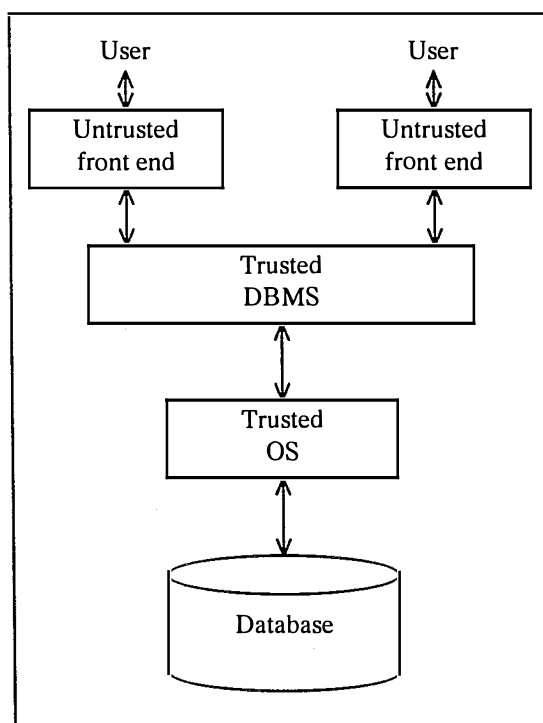 User
User
Untrusted
front end
Untrusted
front end
Trusted
DBMS
Trusted
OS
Database